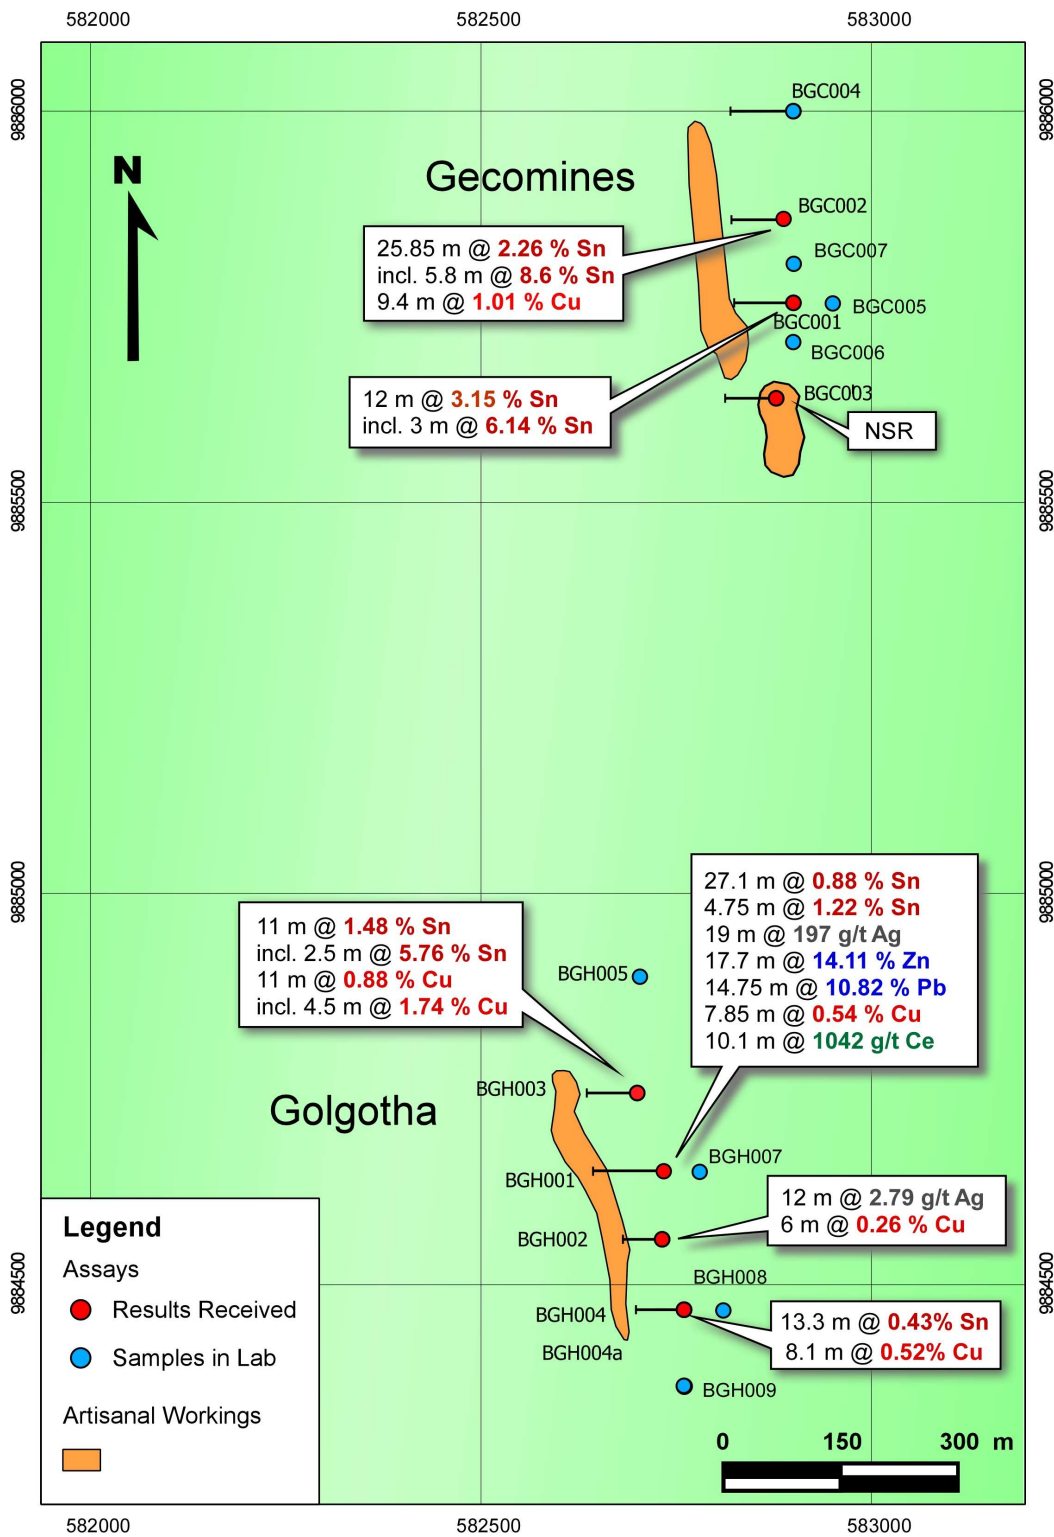 582000
582500
583000
9886000
9886000
BGC004
N
Gecomines
BGC002
25.85 m @ 2.26 % Sn
incl. 5.8 m @ 8.6 % Sn
9.4 m @ 1.01 % Cu
BGC007
BGC005
BGC001
BGC006
12 m @ 3.15 % Sn
incl. 3 m @ 6.14 % Sn
BGC003
NSR
9885500
9885500
9885000
9885000
27.1 m @ 0.88 % Sn
4.75 m @ 1.22 % Sn
19 m @ 197 g/t Ag
17.7 m @ 14.11 % Zn
14.75 m @ 10.82 % Pb
7.85 m @ 0.54 % Cu
10.1 m @ 1042 g/t Ce
11 m @ 1.48 % Sn
incl. 2.5 m @ 5.76 % Sn
11 m @ 0.88 % Cu
incl. 4.5 m @ 1.74 % Cu
BGH005
BGH003
Golgotha
BGH007
BGH001
12 m @ 2.79 g/t Ag
6 m @ 0.26 % Cu
BGH002
9884500
9884500
BGH008
BGH004
13.3 m @ 0.43% Sn
8.1 m @ 0.52% Cu
BGH004a
BGH009
Legend
Assays
Results Received
Samples in Lab
Artisanal Workings
0 150 300 m
582000
582500
583000